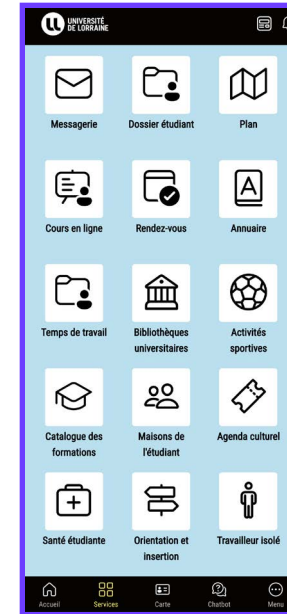 UNIVERSITÉ
DE LORRAINE
Messagerie
Dossier étudiant
Plan
Cours en ligne
Rendez-vous
A
Annuaire
Temps de travail
Bibliothèques
universitaires
Activités
sportives
Catalogue des
formations
Maisons de
l'étudiant
Agenda culturel
Santé étudiante
Orientation et
insertion
Travailleur isolé
Accueil
Services
Carte
Chatbot
Menu